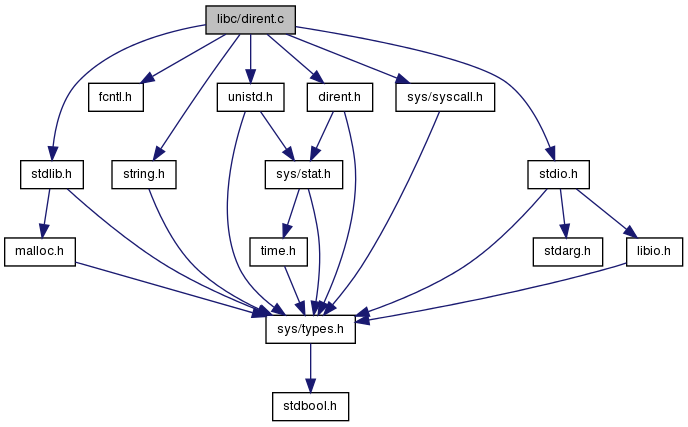 libc/dirent.c
fcntl.h
unistd.h
dirent.h
sys/syscall.h
stdlib.h
string.h
sys/stat.h
stdio.h
malloc.h
time.h
stdarg.h
libio.h
sys/types.h
stdbool.h